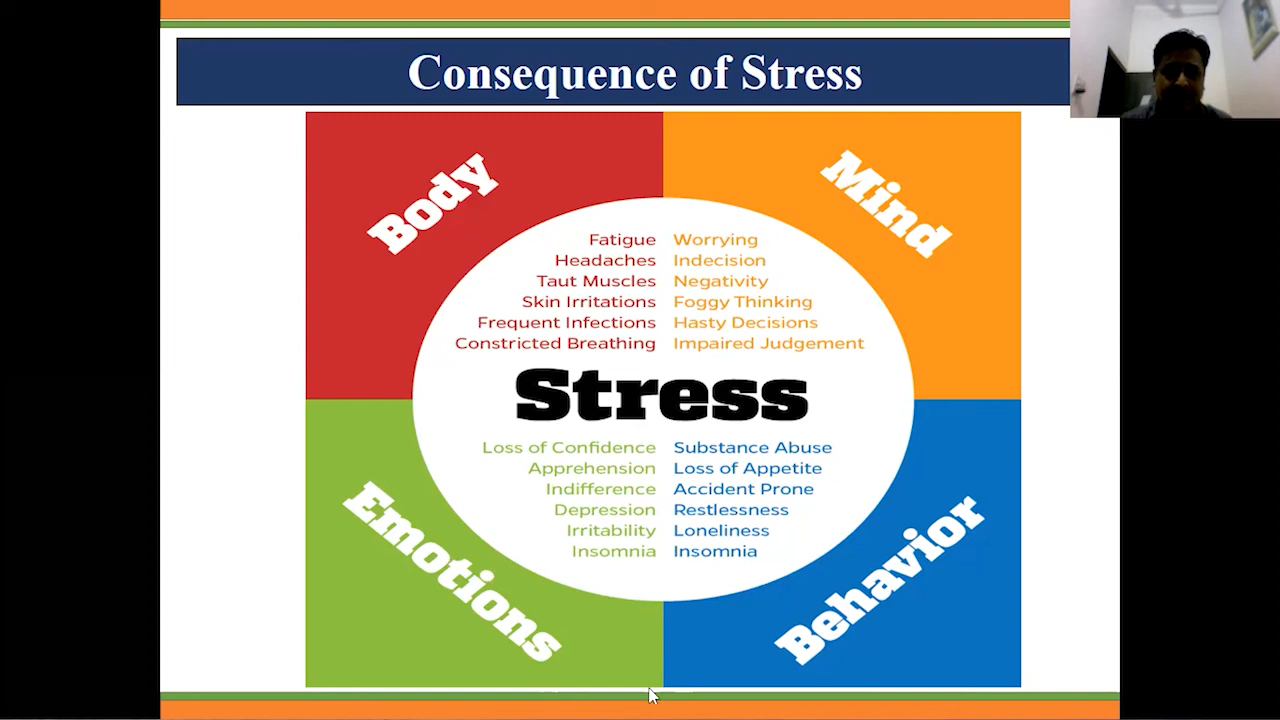 Consequence of Stress
Body
Mind
Fatigue
Headaches
Taut Muscles
Skin Irritations
Frequent Infections
Constricted Breathing
Worrying
Indecision
Negativity
Foggy Thinking
Hasty Decisions
Impaired Judgement
Stress
Loss of Confidence
Apprehension
Indifference
Depression
Irritability
Insomnia
Substance Abuse
Loss of Appetite
Accident Prone
Restlessness
Loneliness
Insomnia
Emotions
Behavior